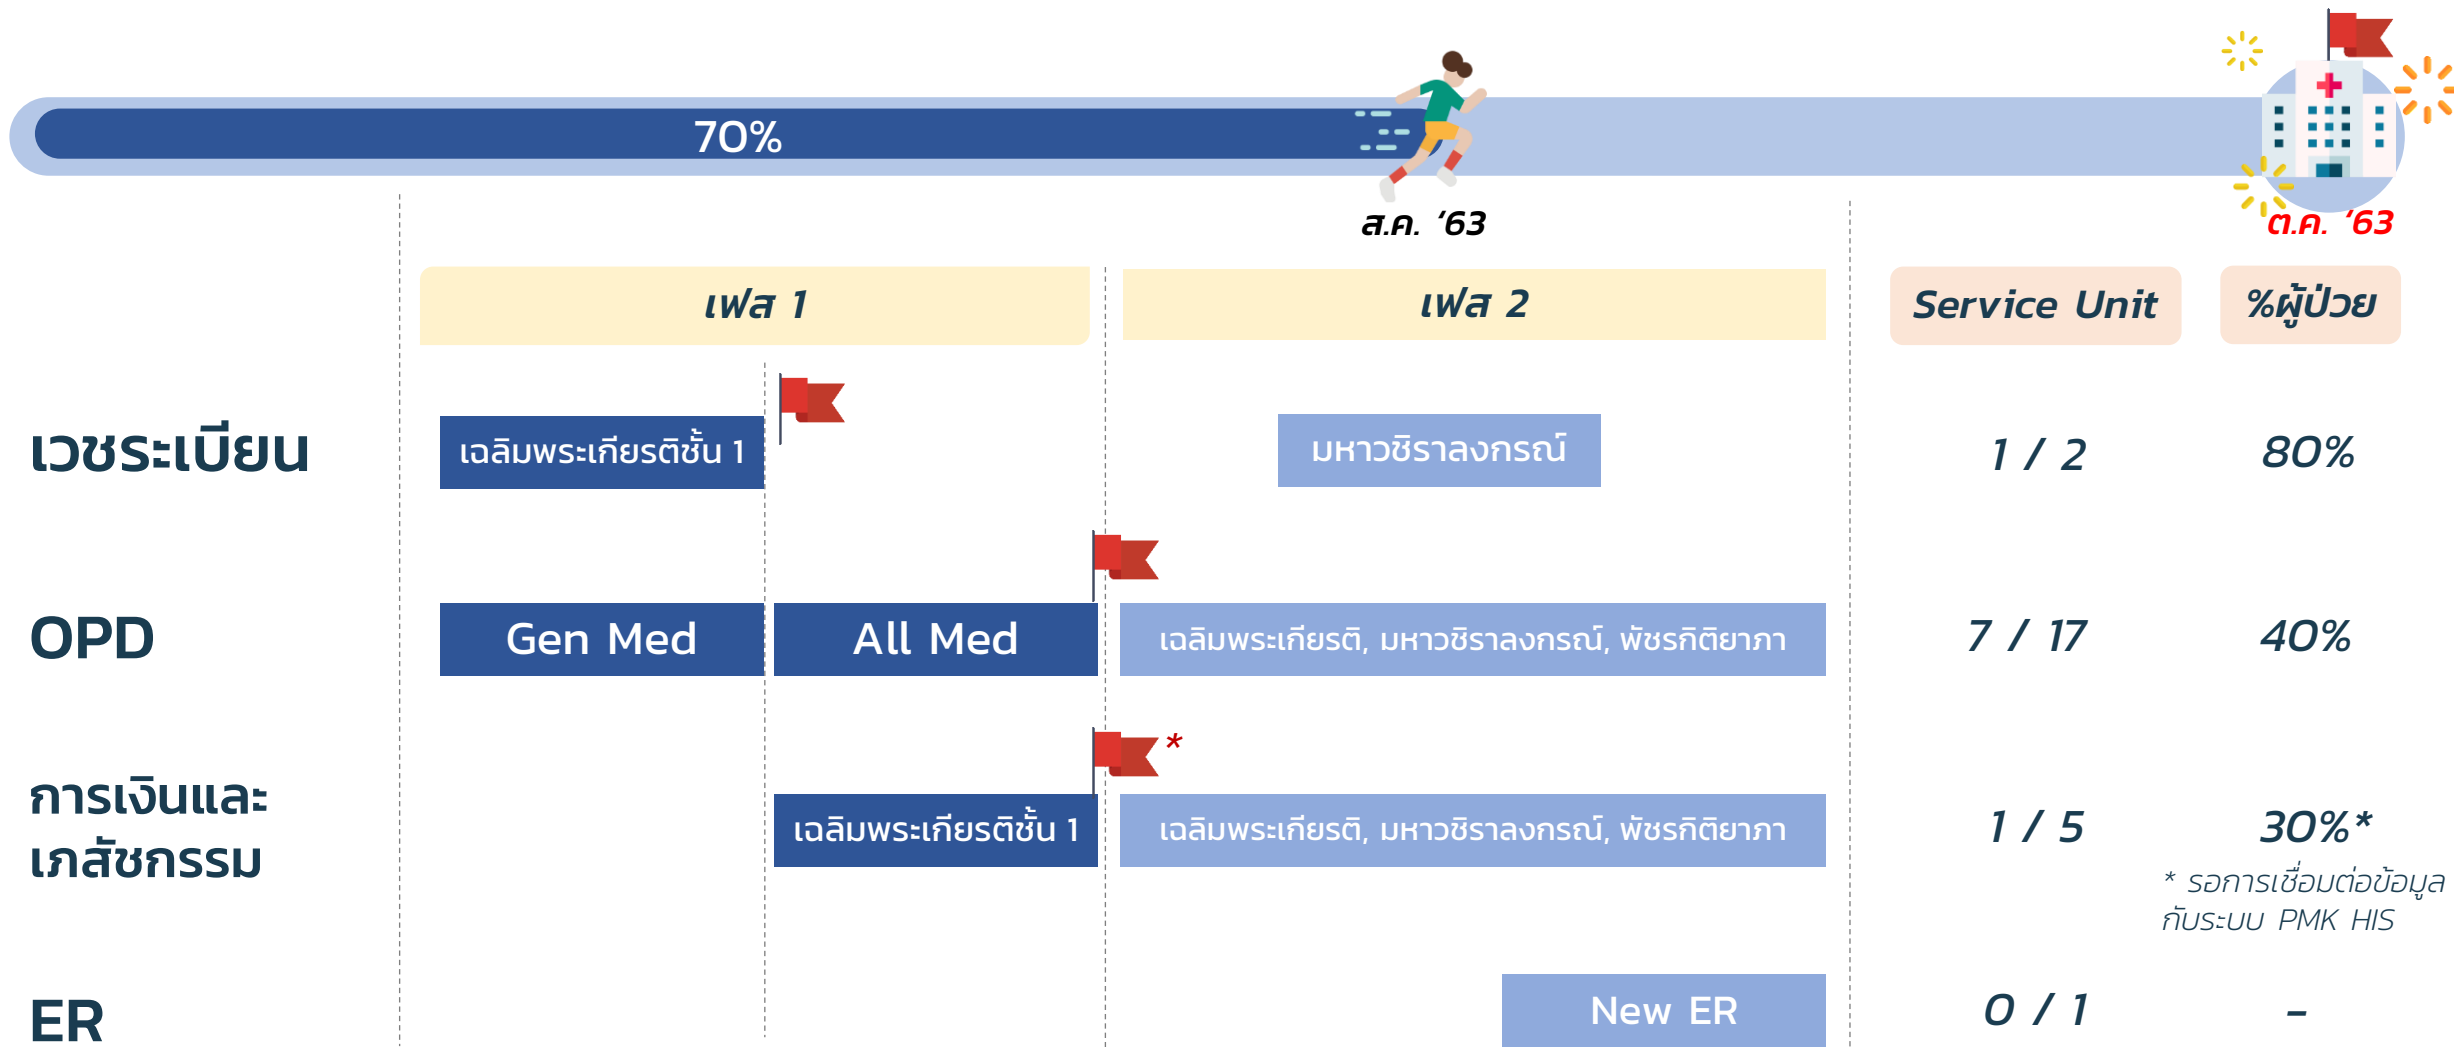 70%
ส.ค. ‘63
ต.ค. ‘63
เฟส 1
เฟส 2
Service Unit
%ผู้ป่วย
เวชระเบียน
เฉลิมพระเกียรติชั้น 1
มหาวชิราลงกรณ์
1 / 2
80%
OPD
Gen Med
All Med
เฉลิมพระเกียรติ, มหาวชิราลงกรณ์, พัชรกิติยาภา
7 / 17
40%
*
การเงินและ
เภสัชกรรม
เฉลิมพระเกียรติชั้น 1
เฉลิมพระเกียรติ, มหาวชิราลงกรณ์, พัชรกิติยาภา
1 / 5
30%*
* รอการเชื่อมต่อข้อมูล
กับระบบ PMK HIS
ER
New ER
0 / 1
-